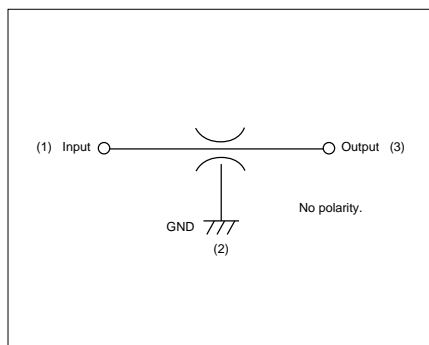 (1) Input Output (3)
No polarity.
GND
(2)